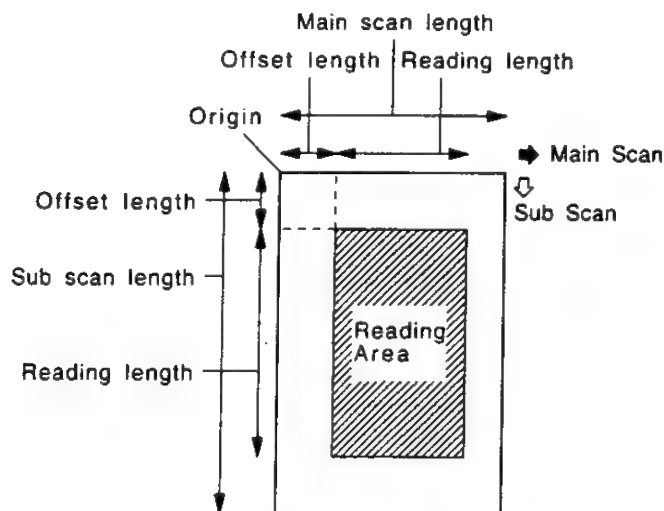 Main scan length
Offset length Reading length
Origin
Main Scan
Offset length
Sub Scan
Sub scan length
Reading
Area
Reading length